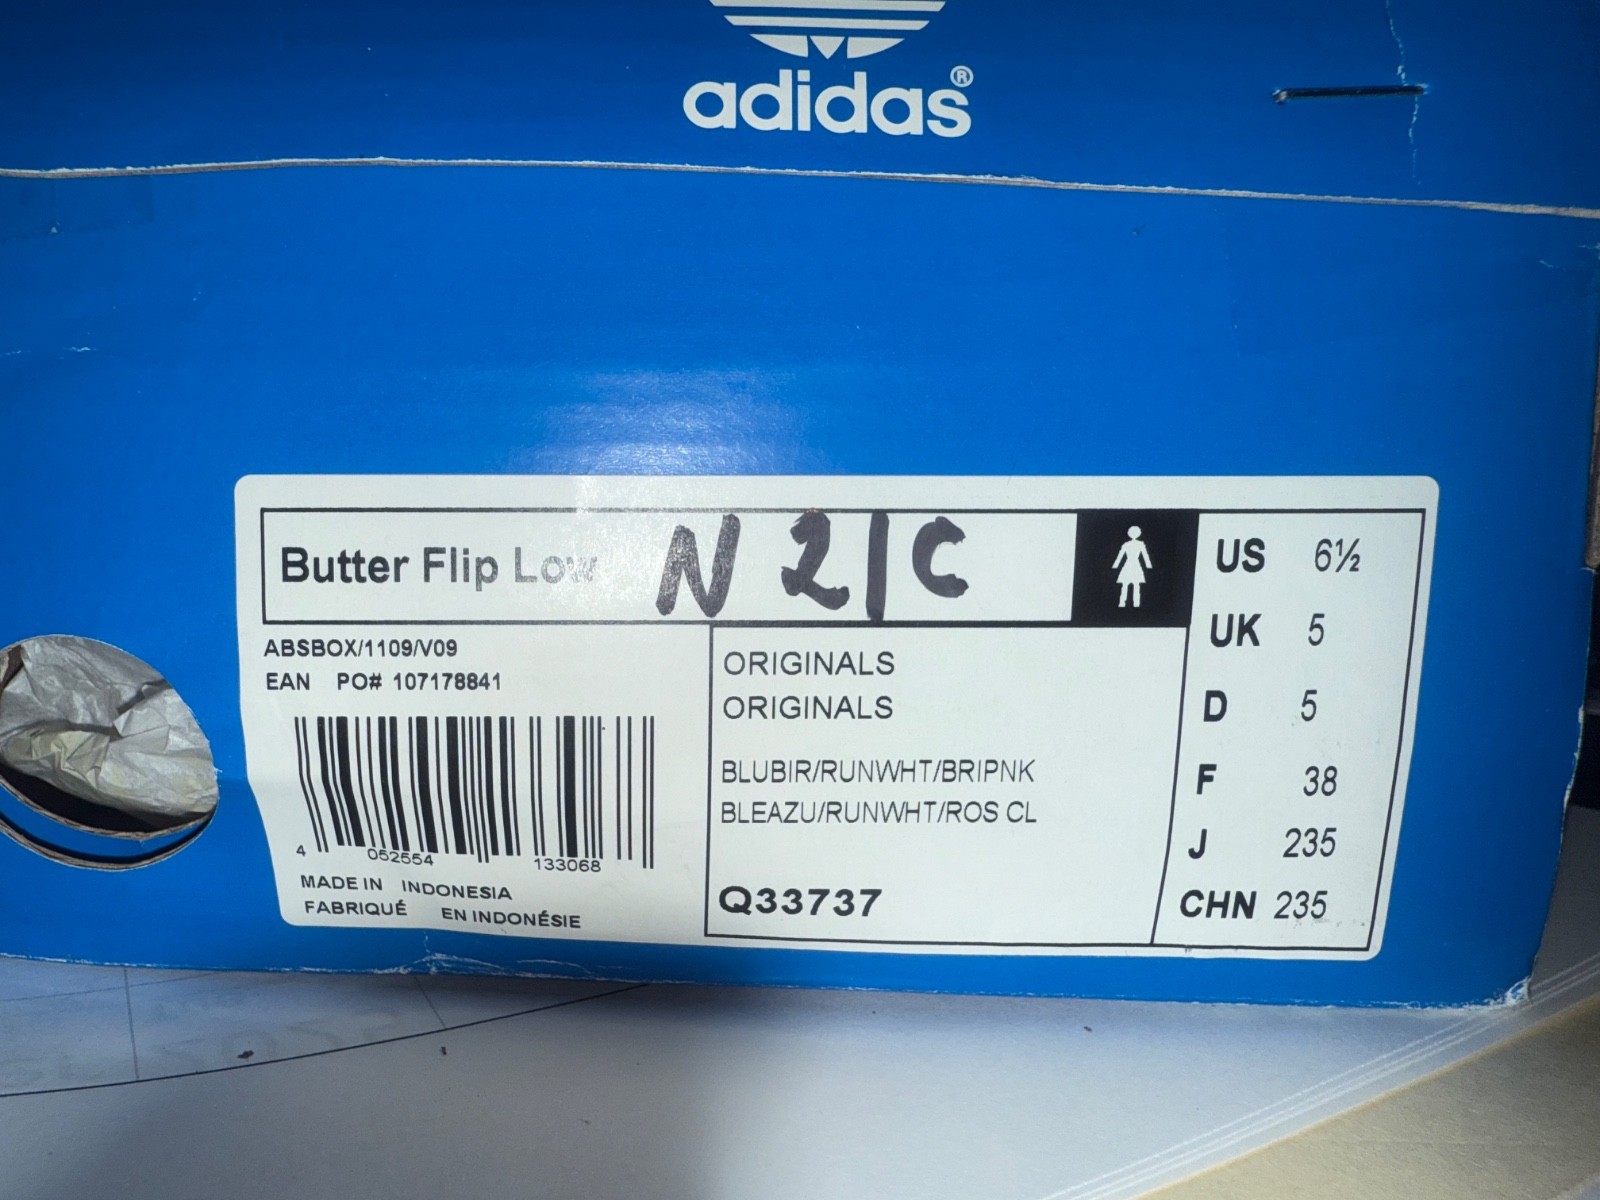 adidas®
Butter Flip Low N 21C
ABSBOX/1109/V09
EAN PO# 107178841
4 052554 133068
MADE IN INDONESIA
FABRIQUÉ EN INDONÉSIE
ORIGINALS
ORIGINALS
BLUBIR/RUNWHT/BRIPNK
BLEAZU/RUNWHT/ROS CL
Q33737
US 6½
UK 5
D 5
F 38
J 235
CHN 235